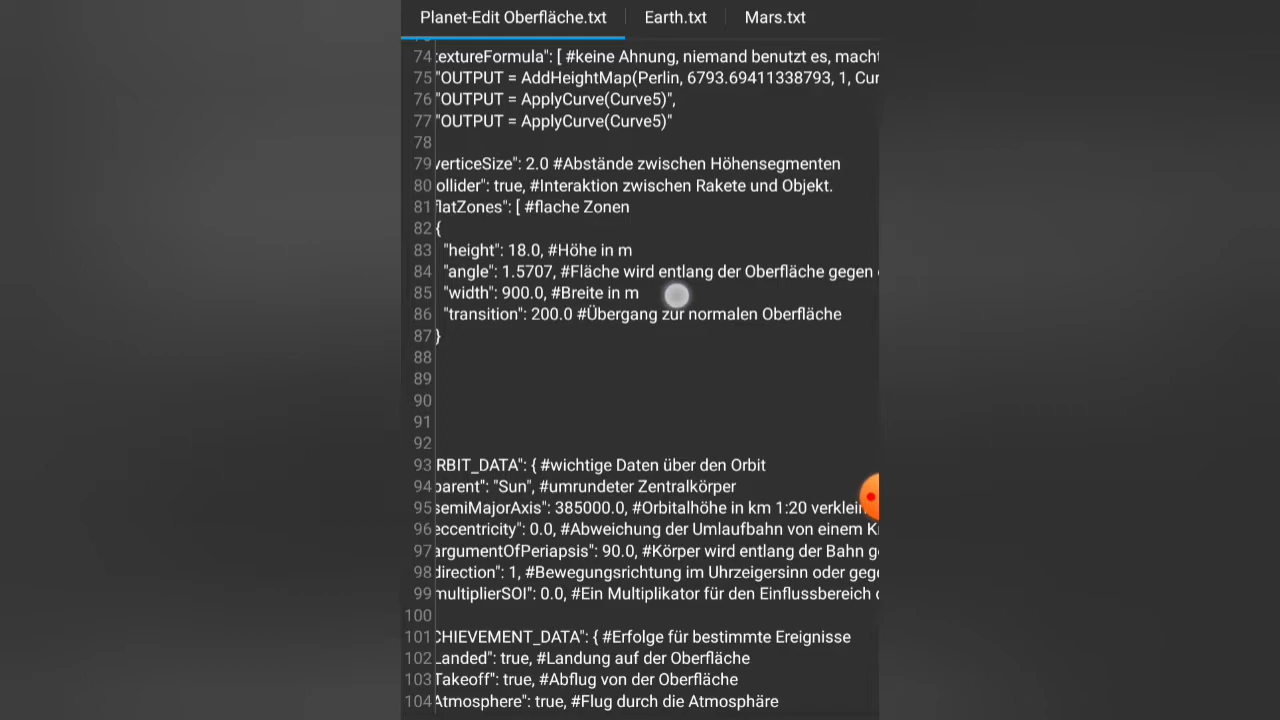 Planet-Edit Oberfläche.txt Earth.txt Mars.txt
74 extureFormula": [ #keine Ahnung, niemand benutzt es, macht
75 "OUTPUT = AddHeightMap(Perlin, 6793.69411338793, 1, Cur
76 "OUTPUT = ApplyCurve(Curve5)",
77 "OUTPUT = ApplyCurve(Curve5)"
78
79 verticeSize": 2.0 #Abstände zwischen Höhensegmenten
80 ollider": true, #Interaktion zwischen Rakete und Objekt.
81 flatZones": [ #flache Zonen
82 {
83 "height": 18.0, #Höhe in m
84 "angle": 1.5707, #Fläche wird entlang der Oberfläche gegen
85 "width": 900.0, #Breite in m
86 "transition": 200.0 #Übergang zur normalen Oberfläche
87 }
88
89
90
91
92
93 RBIT_DATA": { #wichtige Daten über den Orbit
94 parent": "Sun", #umrundeter Zentralkörper
95 semiMajorAxis": 385000.0, #Orbitalhöhe in km 1:20 verklein
96 eccentricity": 0.0, #Abweichung der Umlaufbahn von einem K
97 argumentOfPeriapsis": 90.0, #Körper wird entlang der Bahn g
98 direction": 1, #Bewegungsrichtung im Uhrzeigersinn oder geg
99 multiplierSOI": 0.0, #Ein Multiplikator für den Einflussbereich
100
101 CHIEVEMENT_DATA": { #Erfolge für bestimmte Ereignisse
102 Landed": true, #Landung auf der Oberfläche
103 Takeoff": true, #Abflug von der Oberfläche
104 Atmosphere": true, #Flug durch die Atmosphäre